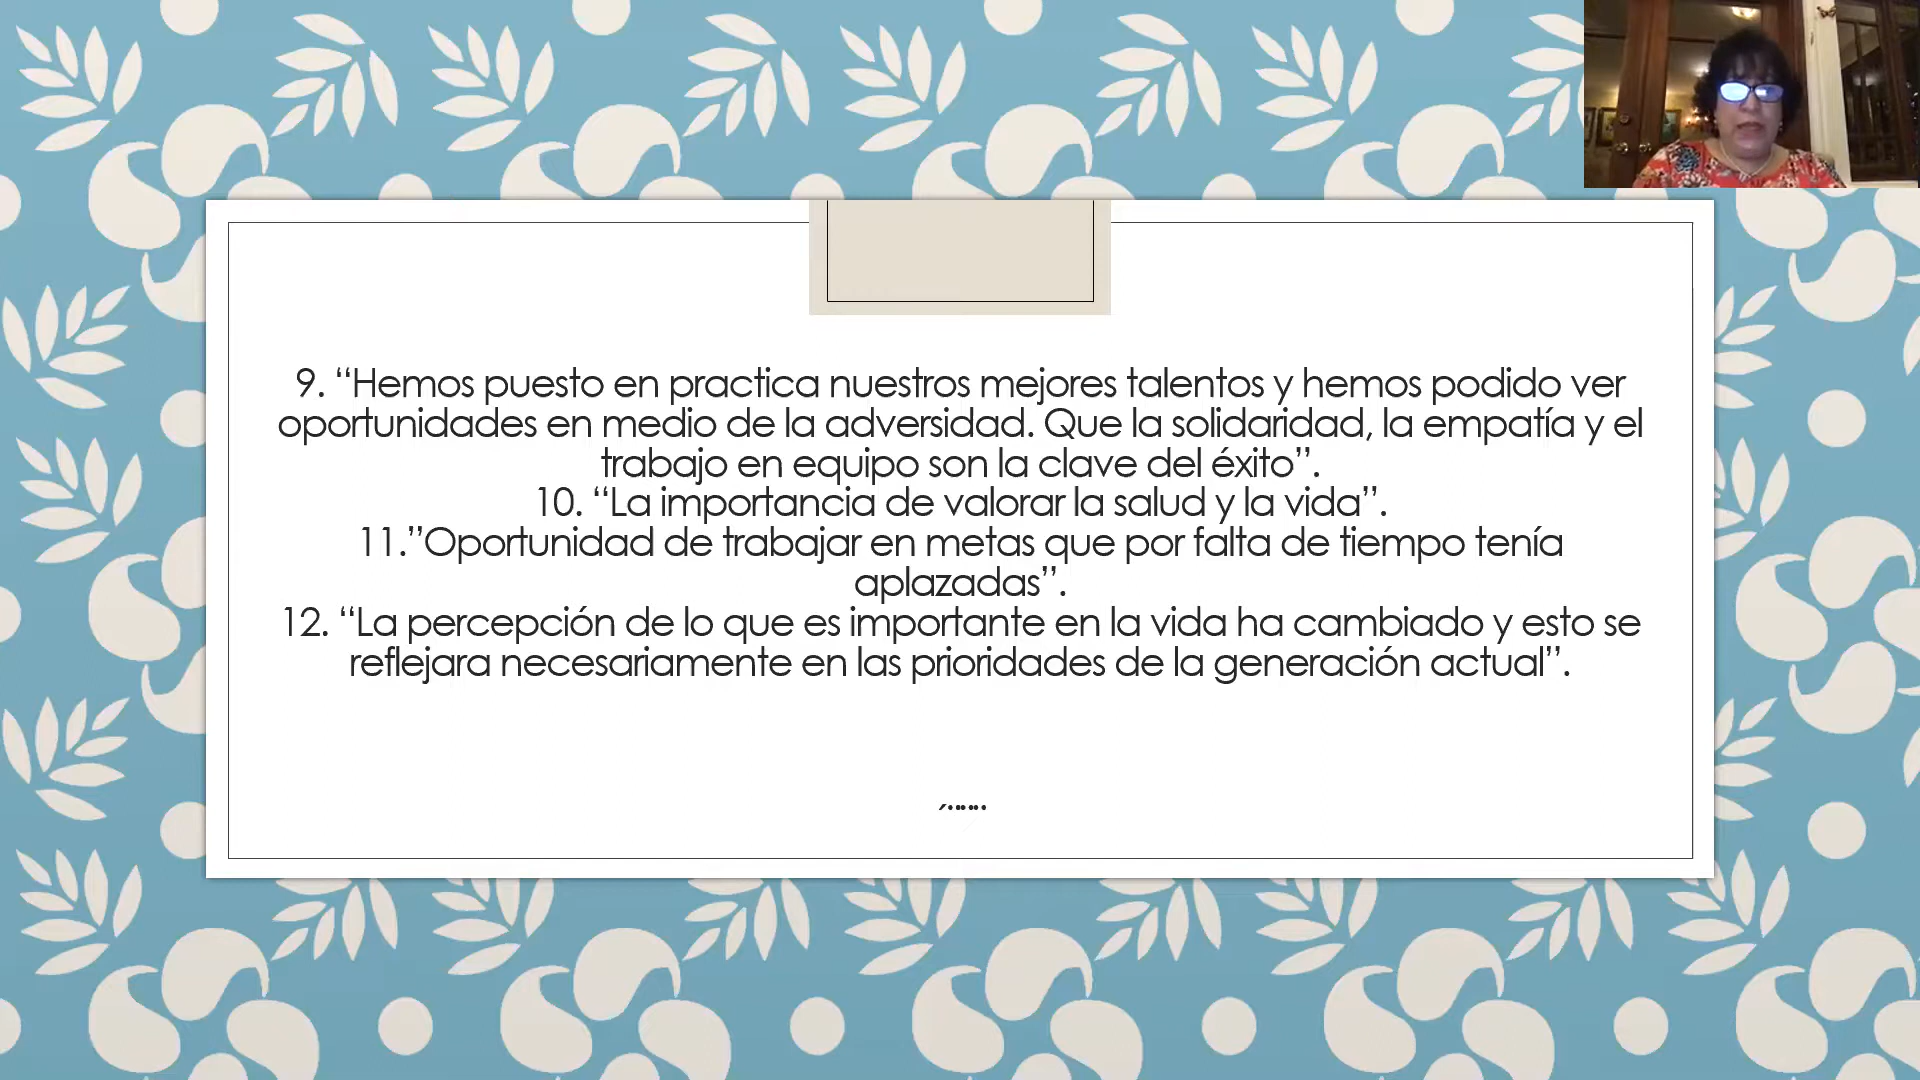 9. “Hemos puesto en practica nuestros mejores talentos y hemos podido ver
oportunidades en medio de la adversidad. Que la solidaridad, la empatía y el
trabajo en equipo son la clave del éxito”.
10. “La importancia de valorar la salud y la vida”.
11.”Oportunidad de trabajar en metas que por falta de tiempo tenía
aplazadas”.
12. “La percepción de lo que es importante en la vida ha cambiado y esto se
reflejara necesariamente en las prioridades de la generación actual”.